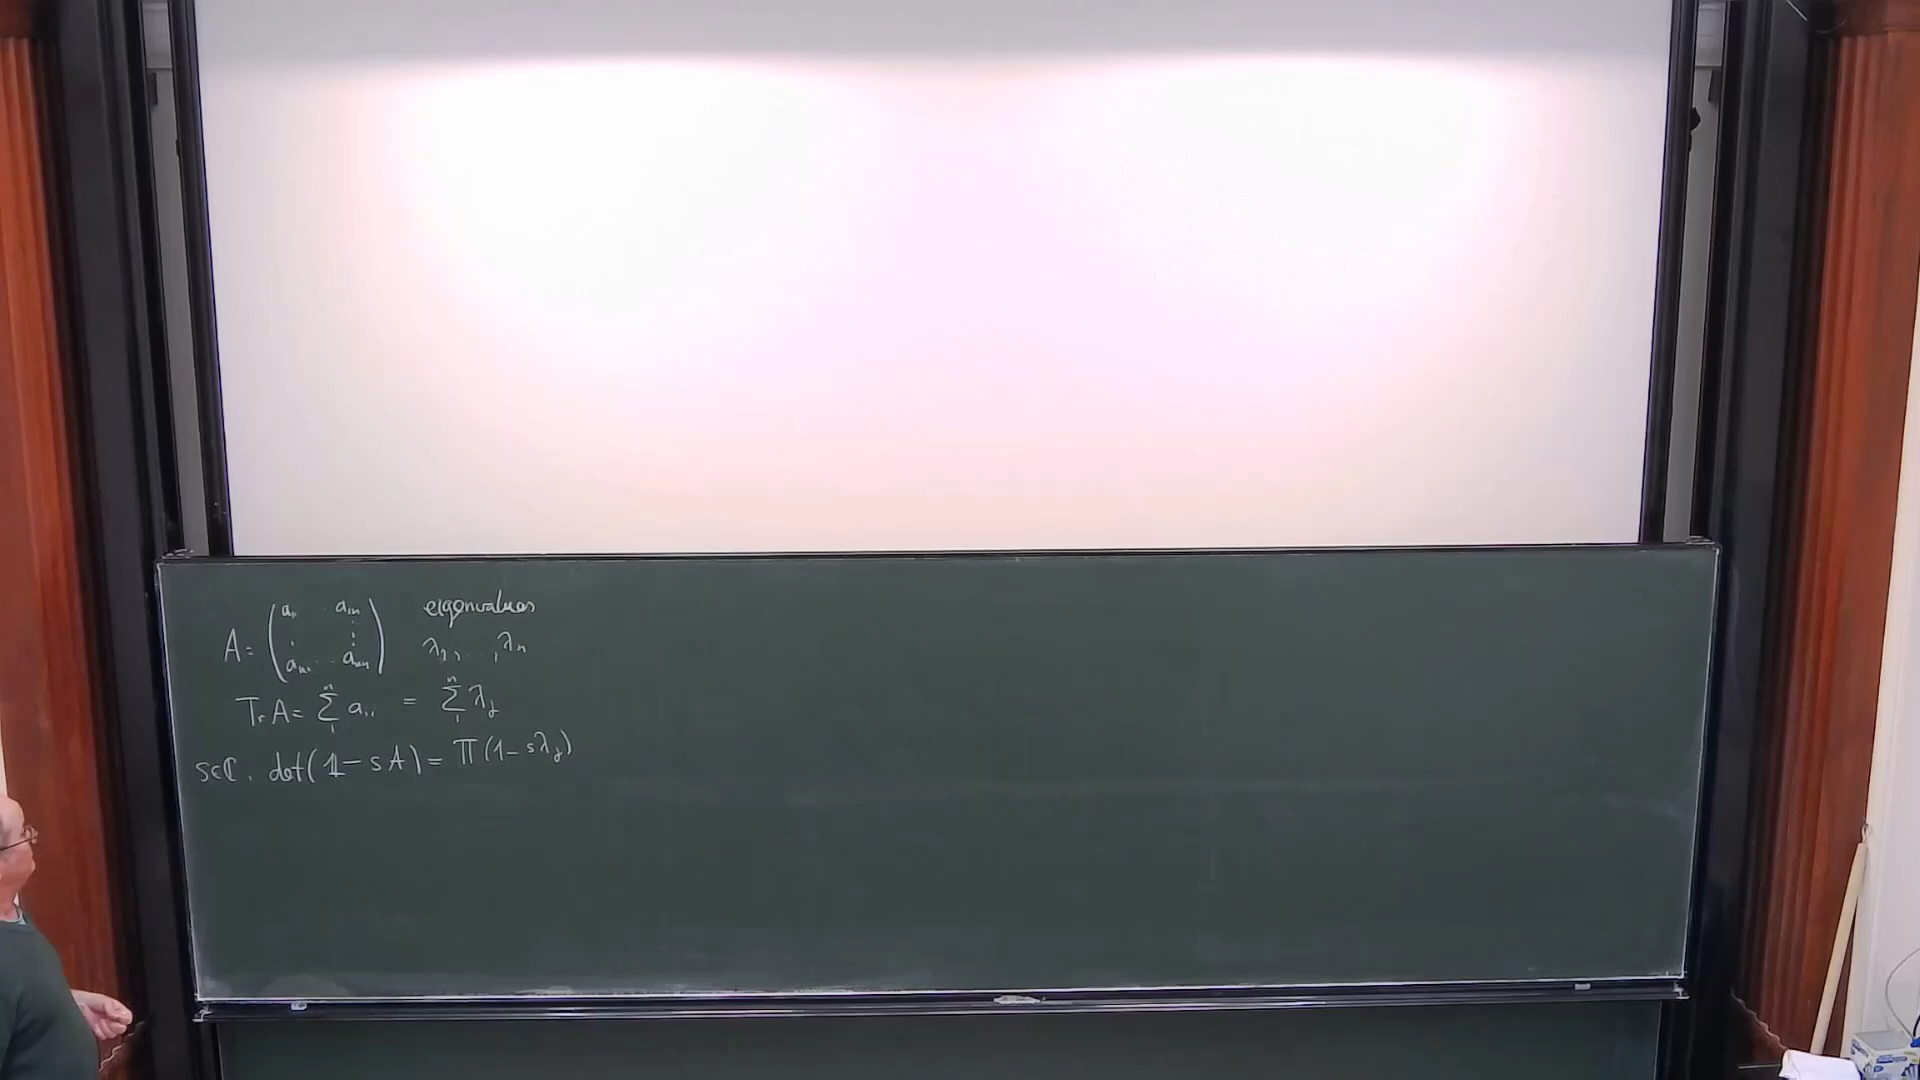 eigenvalues
A = ( a₁₁ . . a₁ₙ ⋮ ⋮ aₙ₁ . . aₙₙ ) λ₁, . . , λₙ
Tr A = Σ₁ⁿ aᵢᵢ = Σ₁ⁿ λⱼ
s∈ℂ, det(𝟙 − sA) = Π(1 − sλⱼ)